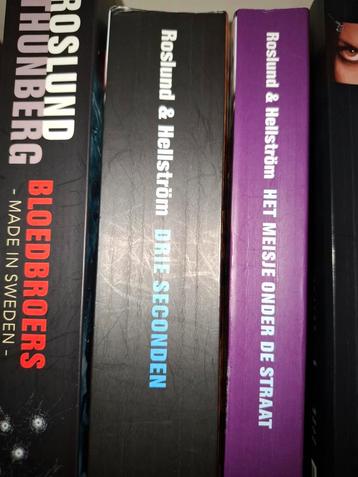 ROSLUND
THUNBERG
BLOEDBROERS
- MADE IN SWEDEN -
Roslund & Hellström DRIE SECONDEN
Roslund & Hellström HET MEISJE ONDER DE STRAAT